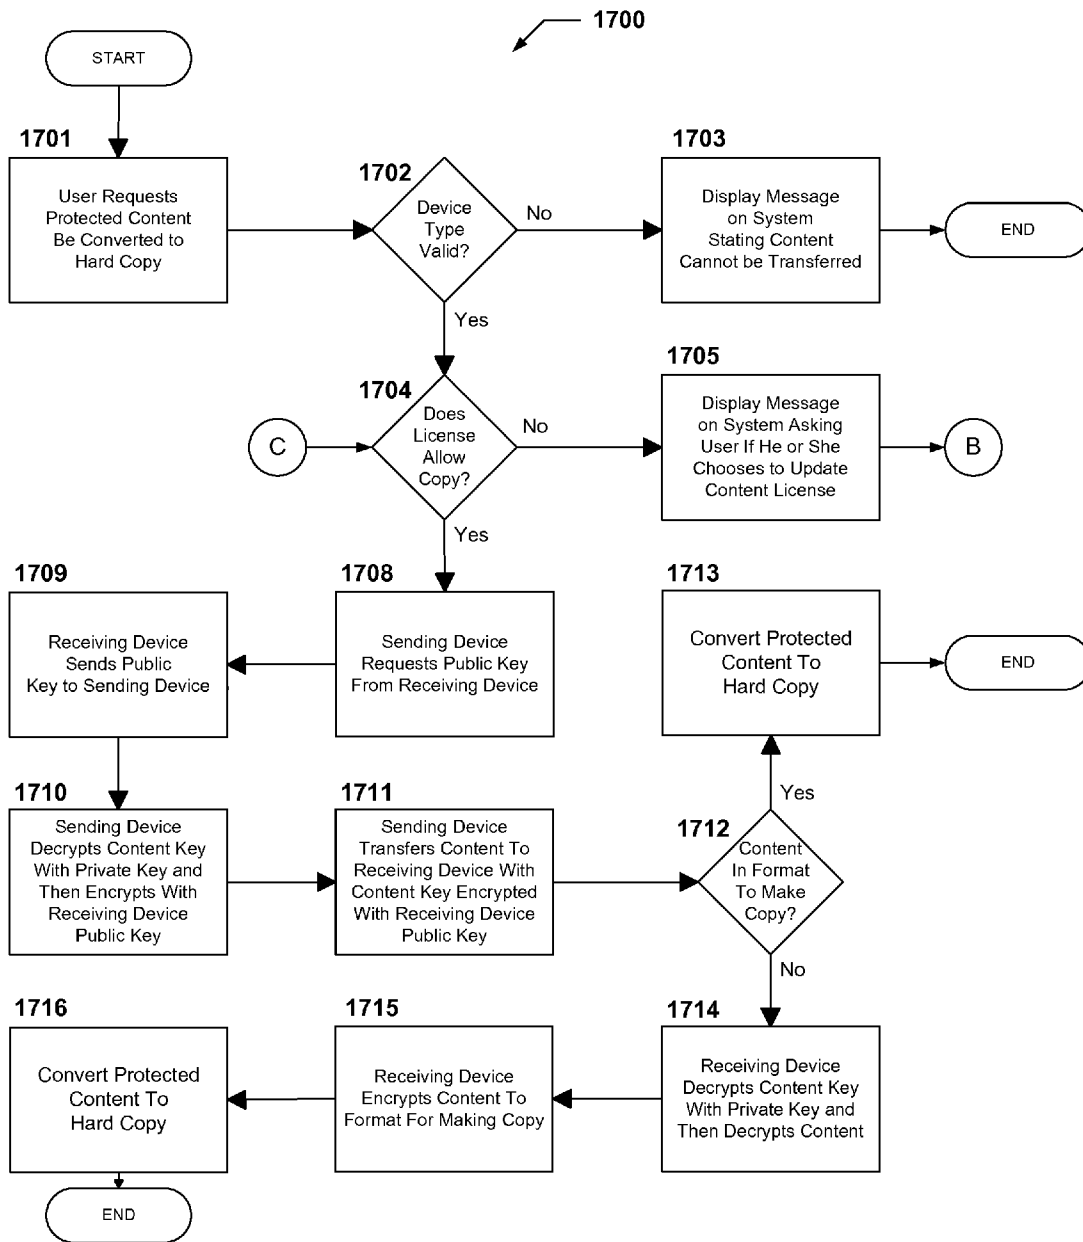 1700
START
1701
User Requests
Protected Content
Be Converted to
Hard Copy
1702
Device
Type
Valid?
No
Yes
1703
Display Message
on System
Stating Content
Cannot be Transferred
END
C
1704
Does
License
Allow
Copy?
No
Yes
1705
Display Message
on System Asking
User If He or She
Chooses to Update
Content License
B
1708
Sending Device
Requests Public Key
From Receiving Device
1709
Receiving Device
Sends Public
Key to Sending Device
1710
Sending Device
Decrypts Content Key
With Private Key and
Then Encrypts With
Receiving Device
Public Key
1711
Sending Device
Transfers Content To
Receiving Device With
Content Key Encrypted
With Receiving Device
Public Key
1712
Content
In Format
To Make
Copy?
Yes
No
1713
Convert Protected
Content To
Hard Copy
END
1714
Receiving Device
Decrypts Content Key
With Private Key and
Then Decrypts Content
1715
Receiving Device
Encrypts Content To
Format For Making Copy
1716
Convert Protected
Content To
Hard Copy
END